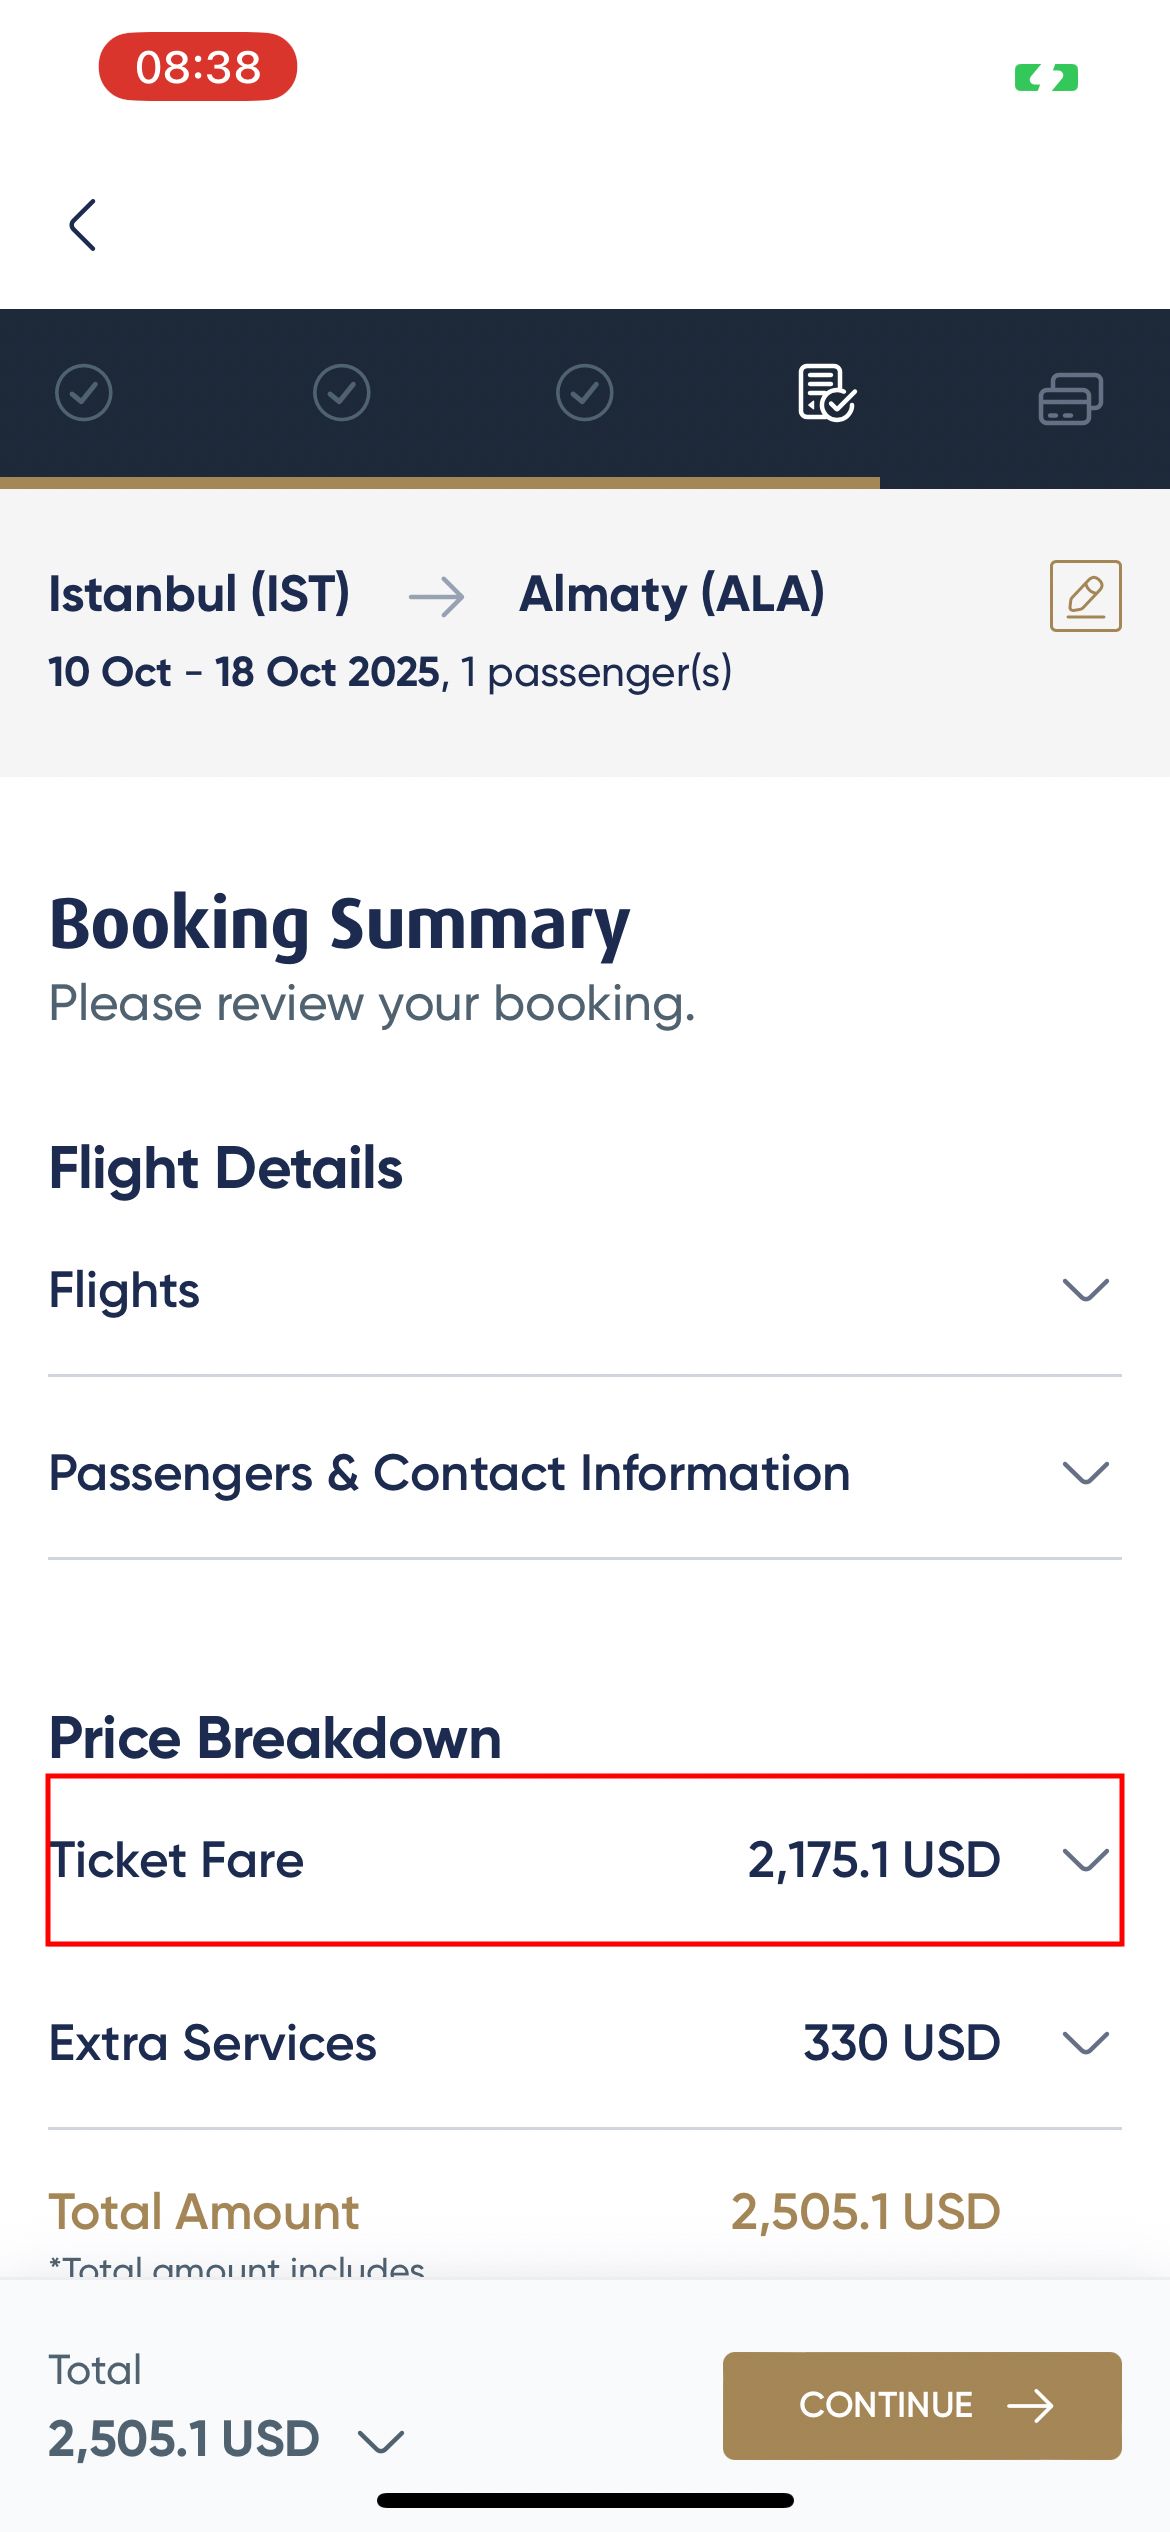 08:38
Istanbul (IST) → Almaty (ALA)
10 Oct - 18 Oct 2025, 1 passenger(s)
Booking Summary
Please review your booking.
Flight Details
Flights
Passengers & Contact Information
Price Breakdown
Ticket Fare 2,175.1 USD
Extra Services 330 USD
Total Amount 2,505.1 USD
*Total amount includes
Total
2,505.1 USD
CONTINUE →